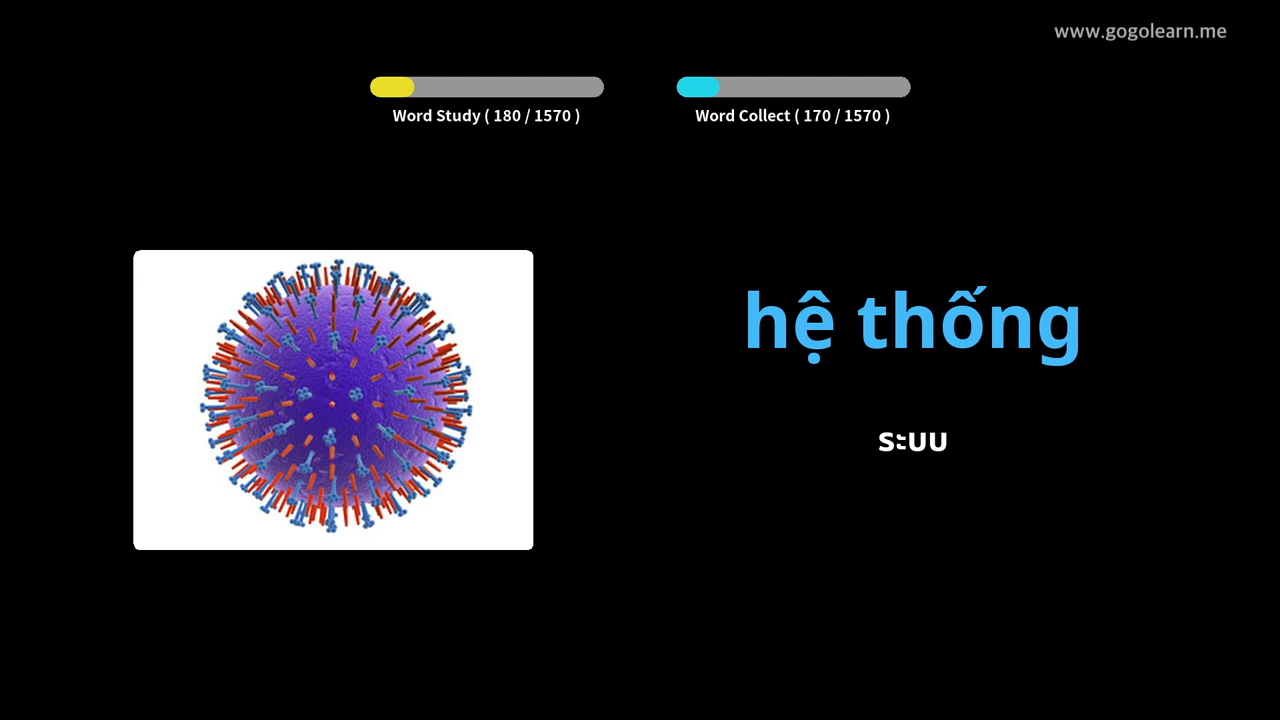 www.gogolearn.me
Word Study ( 180 / 1570 )
Word Collect ( 170 / 1570 )
hệ thống
ระบบ